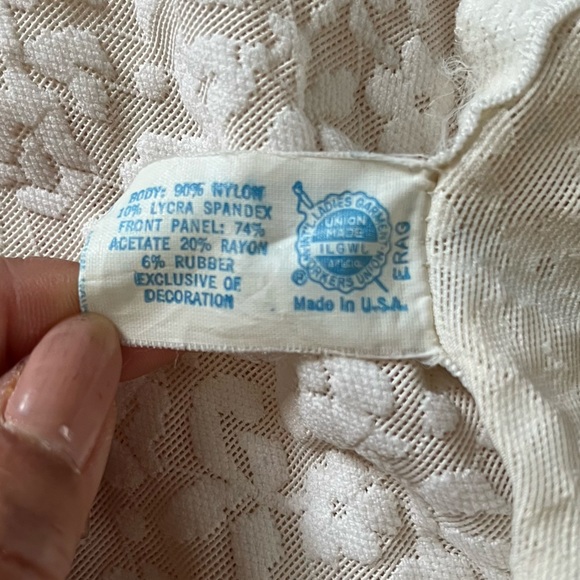 BODY: 90% NYLON
10% LYCRA SPANDEX
FRONT PANEL: 74%
ACETATE 20% RAYON
6% RUBBER
EXCLUSIVE OF
DECORATION
INT'L LADIES GARMENT
UNION
MADE
ILGWU
WORKERS UNION
®
Made In U.S.A.
ERAG